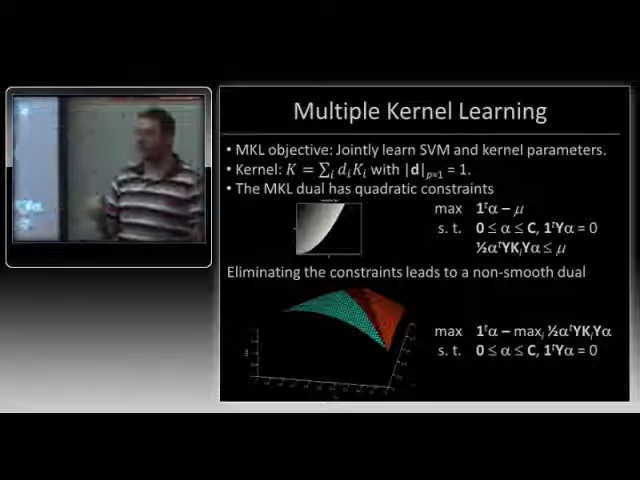 Multiple Kernel Learning
• MKL objective: Jointly learn SVM and kernel parameters.
• Kernel: K = ∑ᵢ dᵢKᵢ with |d|ₚ₌₁ = 1.
• The MKL dual has quadratic constraints
max 1ᵗα – μ
s. t. 0 ≤ α ≤ C, 1ᵗYα = 0
½αᵗYKᵢYα ≤ μ
Eliminating the constraints leads to a non-smooth dual
max 1ᵗα – maxᵢ ½αᵗYKᵢYα
s. t. 0 ≤ α ≤ C, 1ᵗYα = 0